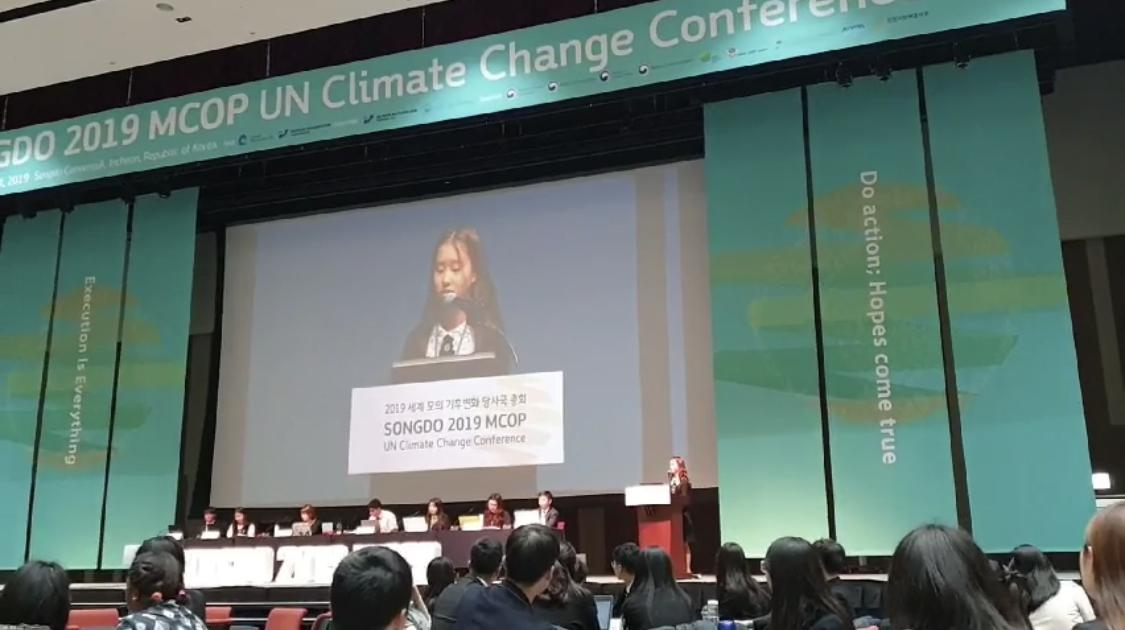 GDO 2019 MCOP UN Climate Change Conference
2019 Songdo ConvensiA, Incheon, Republic of Korea
Execution is Everything
2019 세계 모의 기후변화 당사국 총회
SONGDO 2019 MCOP
UN Climate Change Conference
Do action; Hopes come true